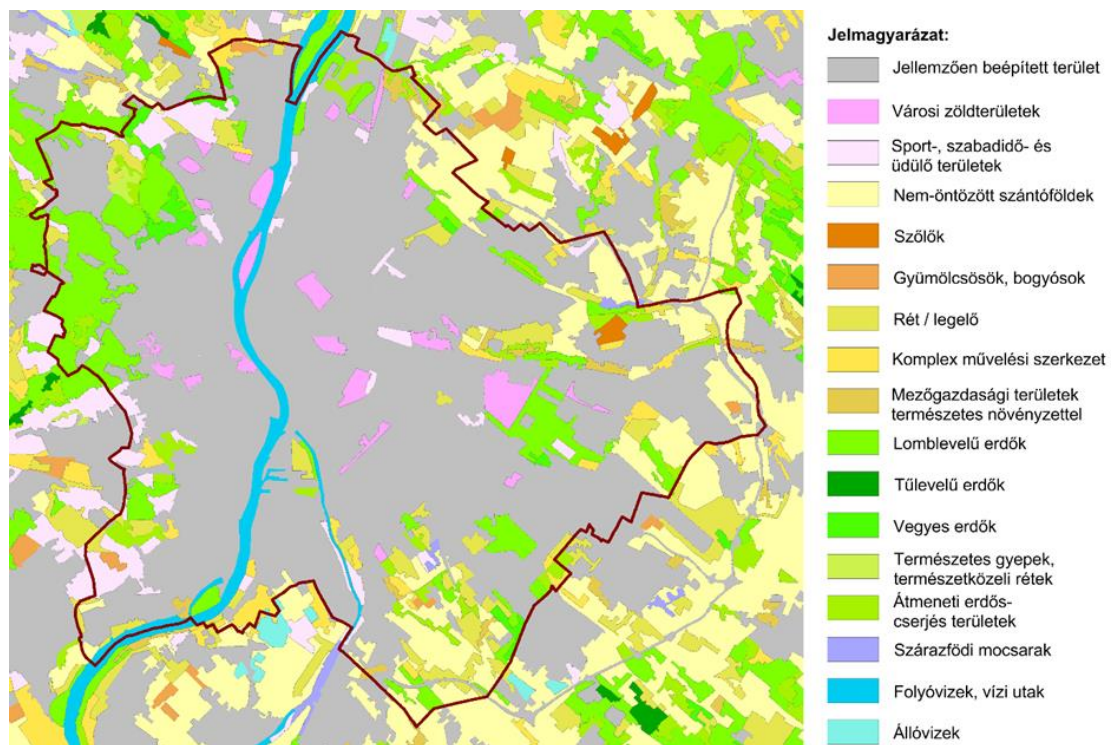 Jelmagyarázat:
Jellemzően beépített terület
Városi zöldterületek
Sport-, szabadidő- és
üdülő területek
Nem-öntözött szántóföldek
Szőlők
Gyümölcsösök, bogyósok
Rét / legelő
Komplex művelési szerkezet
Mezőgazdasági területek
természetes növényzettel
Lomblevelű erdők
Tűlevelű erdők
Vegyes erdők
Természetes gyepek,
természetközeli rétek
Átmeneti erdős-
cserjés területek
Szárazfödi mocsarak
Folyóvizek, vízi utak
Állóvizek